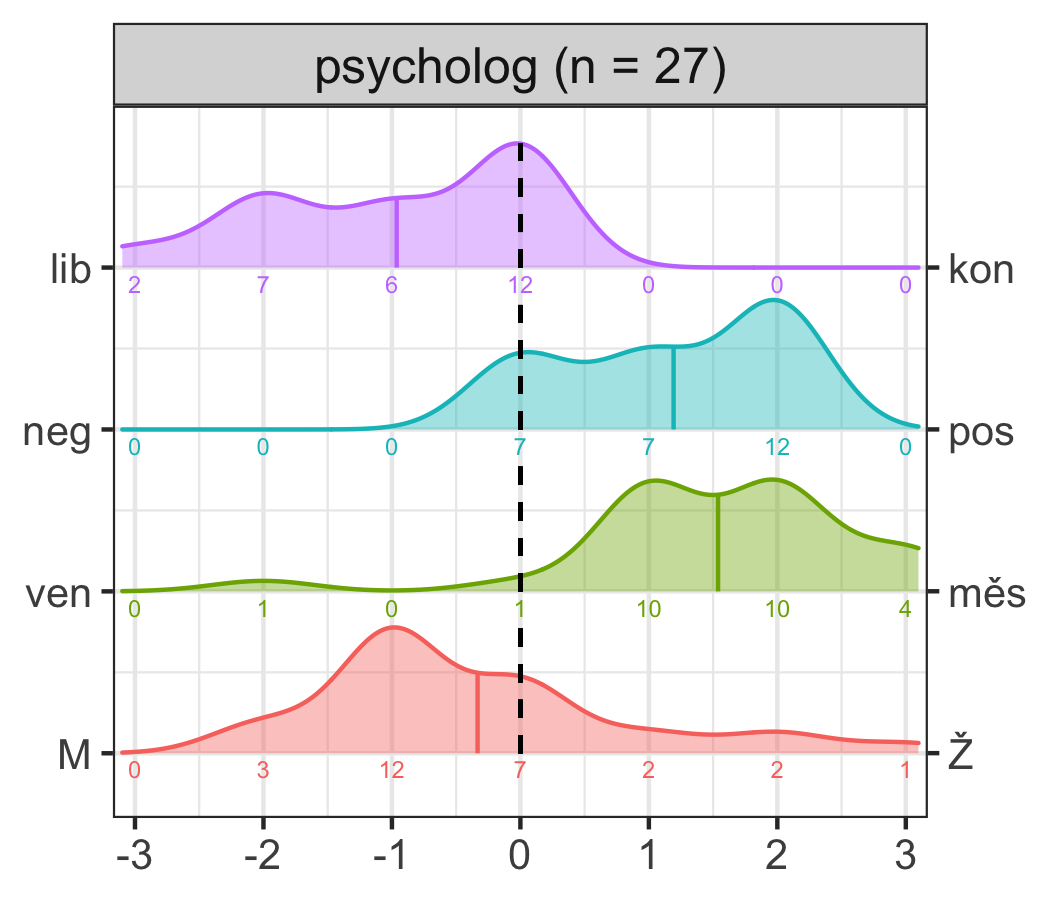 psycholog (n = 27)
lib kon
2 7 6 12 0 0 0
neg pos
0 0 0 7 7 12 0
ven měs
0 1 0 1 10 10 4
M Ž
0 3 12 7 2 2 1
-3 -2 -1 0 1 2 3